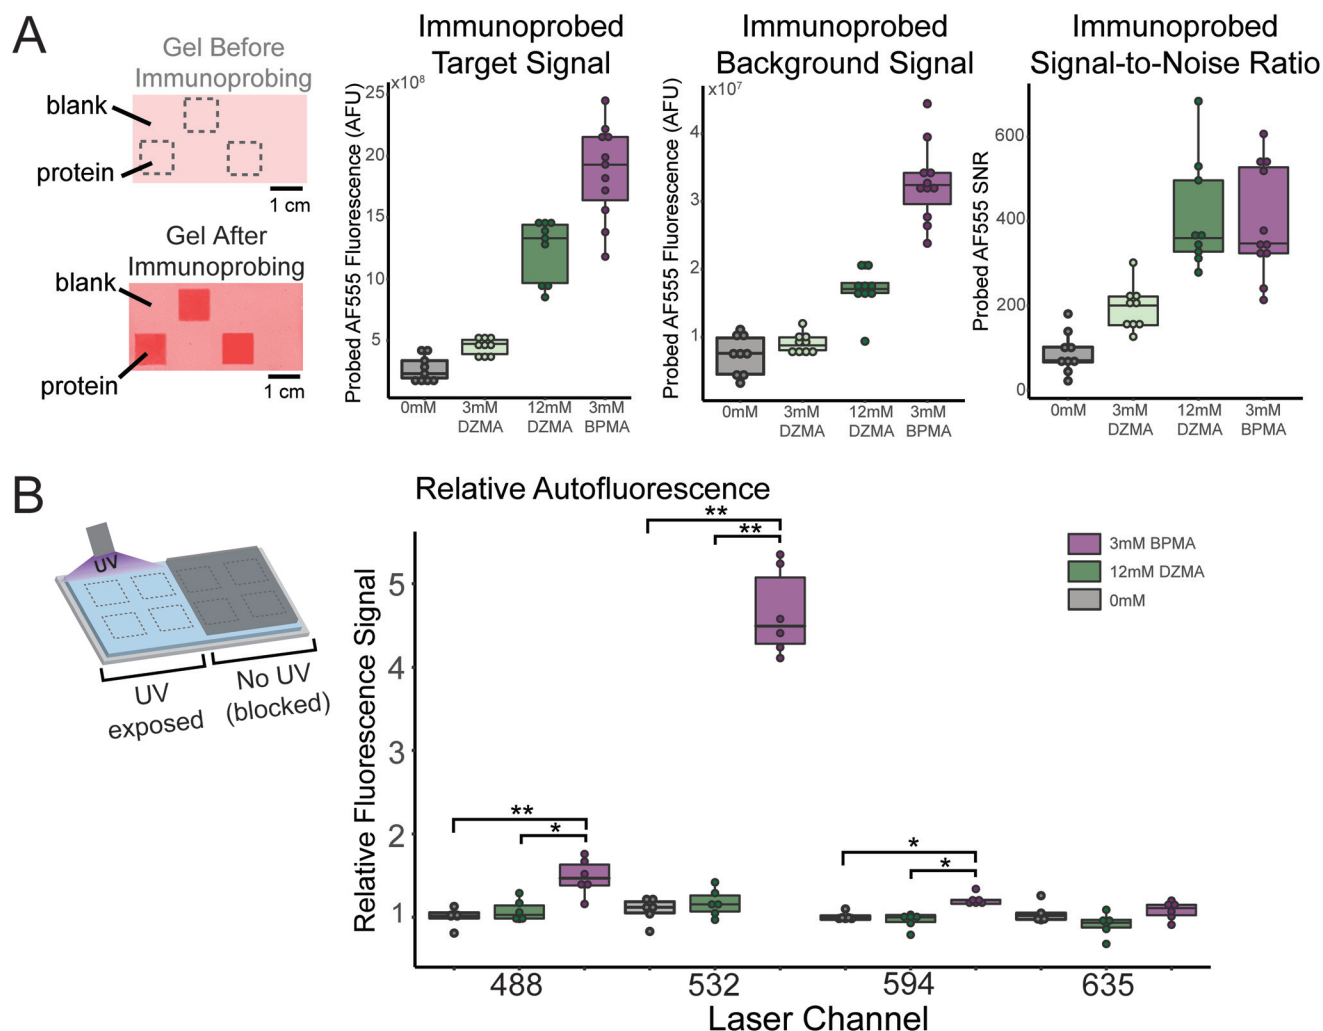 A
Gel Before
Immunoprobing
blank
protein
1 cm
Gel After
Immunoprobing
blank
protein
1 cm
Immunoprobed
Target Signal
x10⁸
Probed AF555 Fluorescence (AFU)
25
20
15
10
5
0mM
3mM
DZMA
12mM
DZMA
3mM
BPMA
Immunoprobed
Background Signal
x10⁷
Probed AF555 Fluorescence (AFU)
4
3
2
1
0mM
3mM
DZMA
12mM
DZMA
3mM
BPMA
Immunoprobed
Signal-to-Noise Ratio
Probed AF555 SNR
600
400
200
0
0mM
3mM
DZMA
12mM
DZMA
3mM
BPMA
B
UV
UV
exposed
No UV
(blocked)
Relative Autofluorescence
Relative Fluorescence Signal
5
4
3
2
1
**
*
**
**
*
*
3mM BPMA
12mM DZMA
0mM
488
532
594
635
Laser Channel